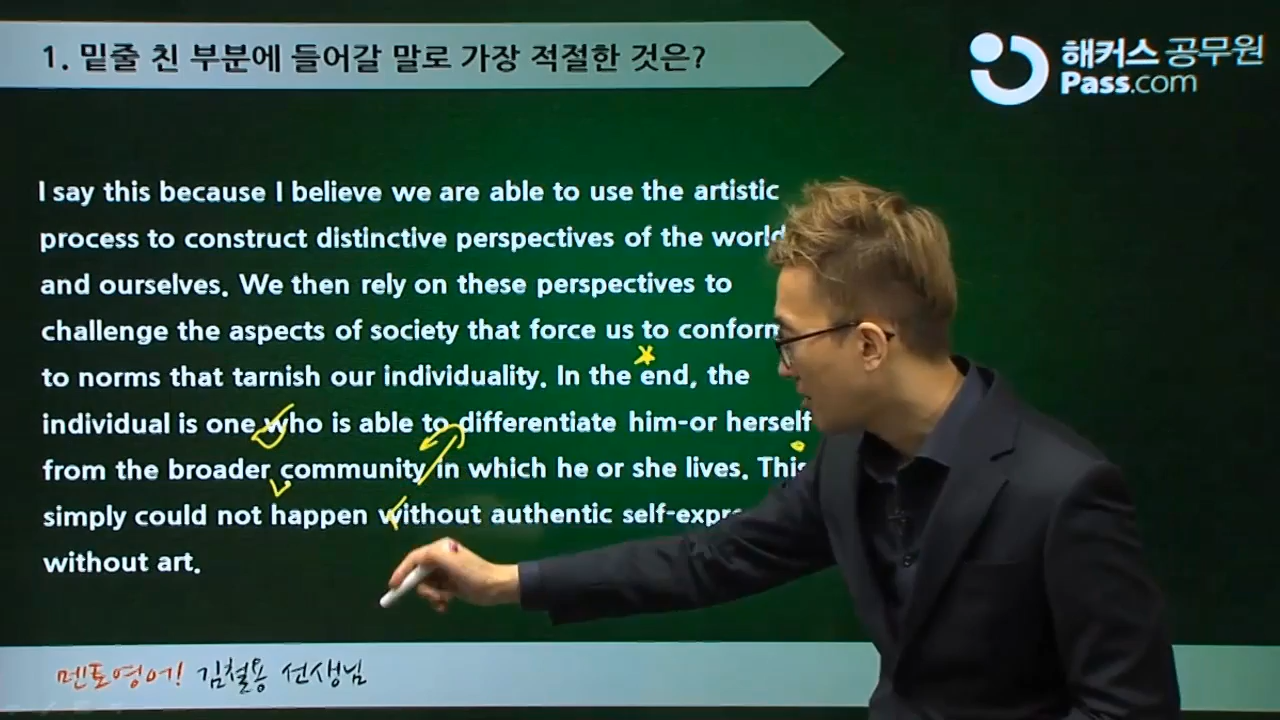 1. 밑줄 친 부분에 들어갈 말로 가장 적절한 것은?
해커스 공무원
Pass.com
I say this because I believe we are able to use the artistic
process to construct distinctive perspectives of the world
and ourselves. We then rely on these perspectives to
challenge the aspects of society that force us to conform
to norms that tarnish our individuality. In the end, the
individual is one who is able to differentiate him-or herself
from the broader community in which he or she lives. This
simply could not happen without authentic
without art.
멘토영어! 김철용 선생님